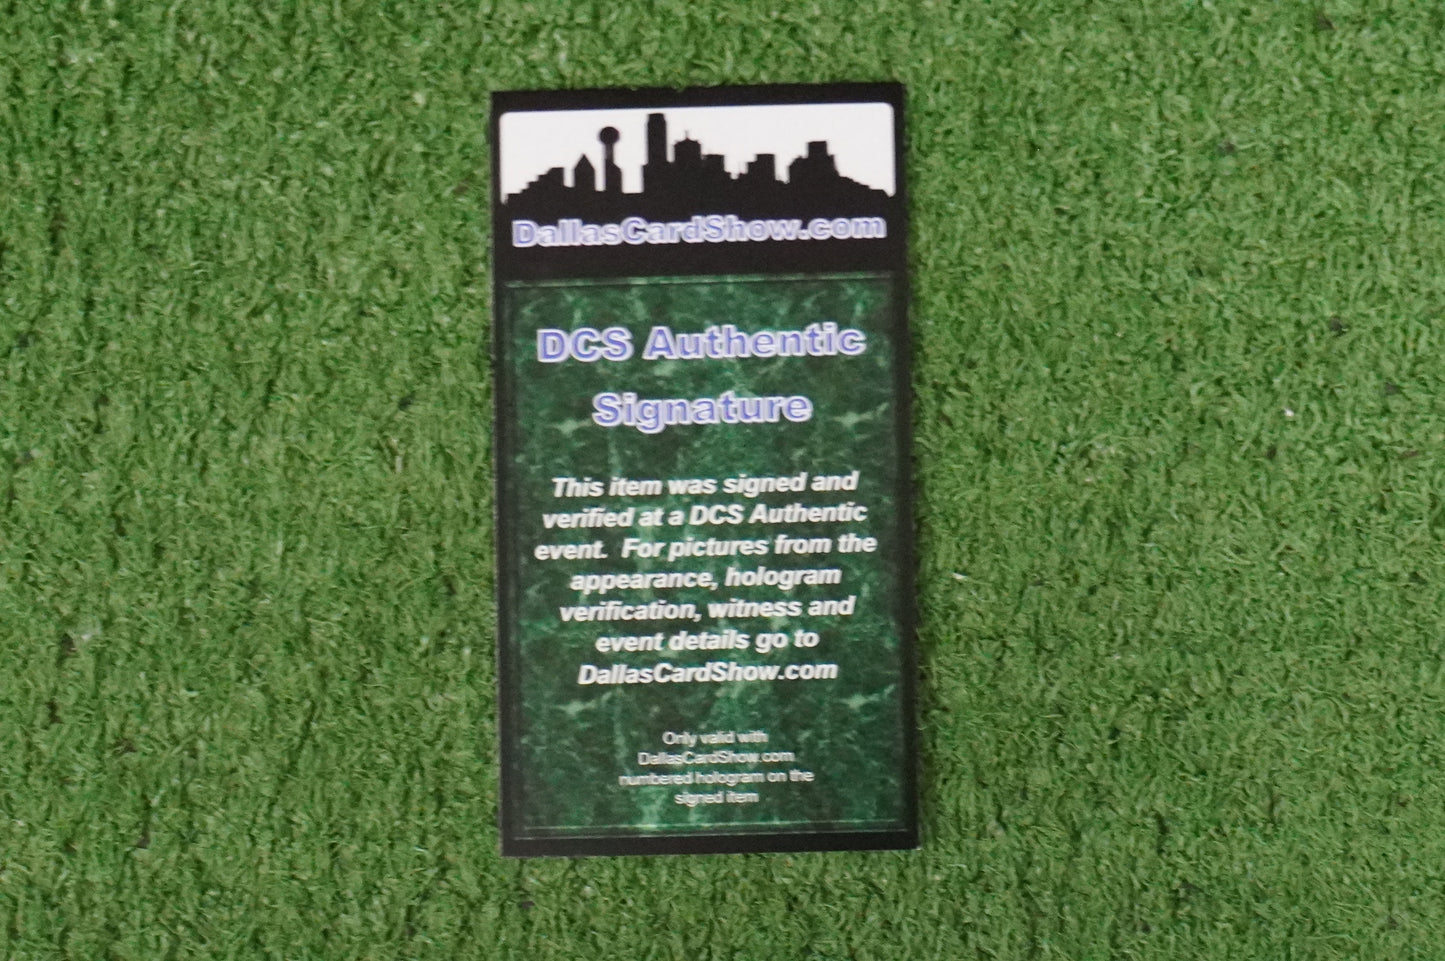 DallasCardShow.com
DCS Authentic
Signature
This item was signed and
verified at a DCS Authentic
event. For pictures from the
appearance, hologram
verification, witness and
event details go to
DallasCardShow.com
Only valid with
DallasCardShow.com
numbered hologram on the
signed item